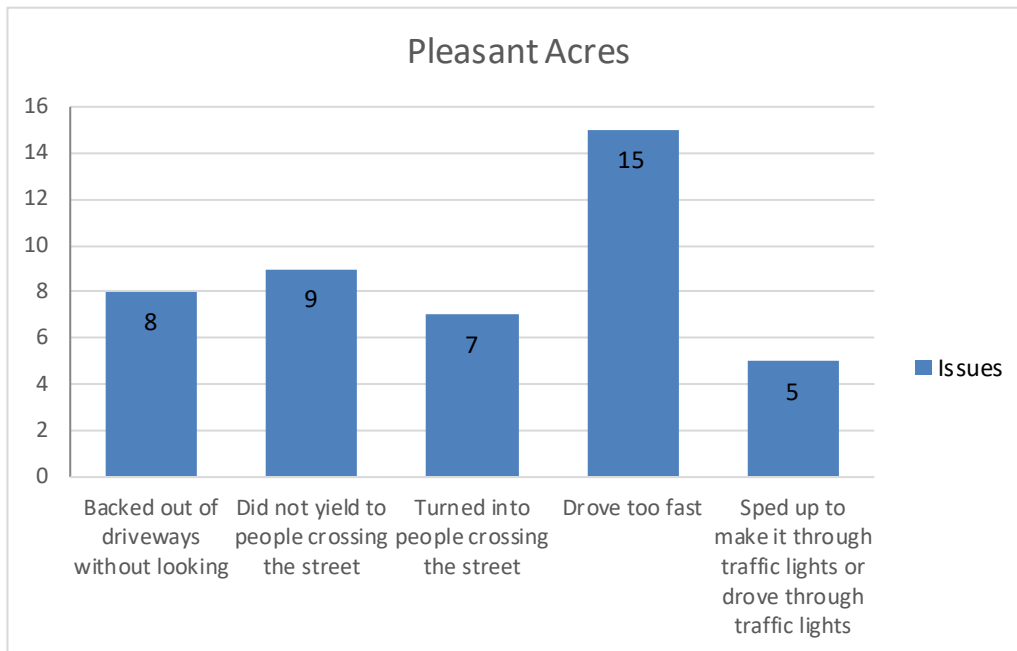 Pleasant Acres
16
14
12
10
8
6
4
2
0
8
9
7
15
5
Issues
Backed out of
driveways
without looking
Did not yield to
people crossing
the street
Turned into
people crossing
the street
Drove too fast
Sped up to
make it through
traffic lights or
drove through
traffic lights